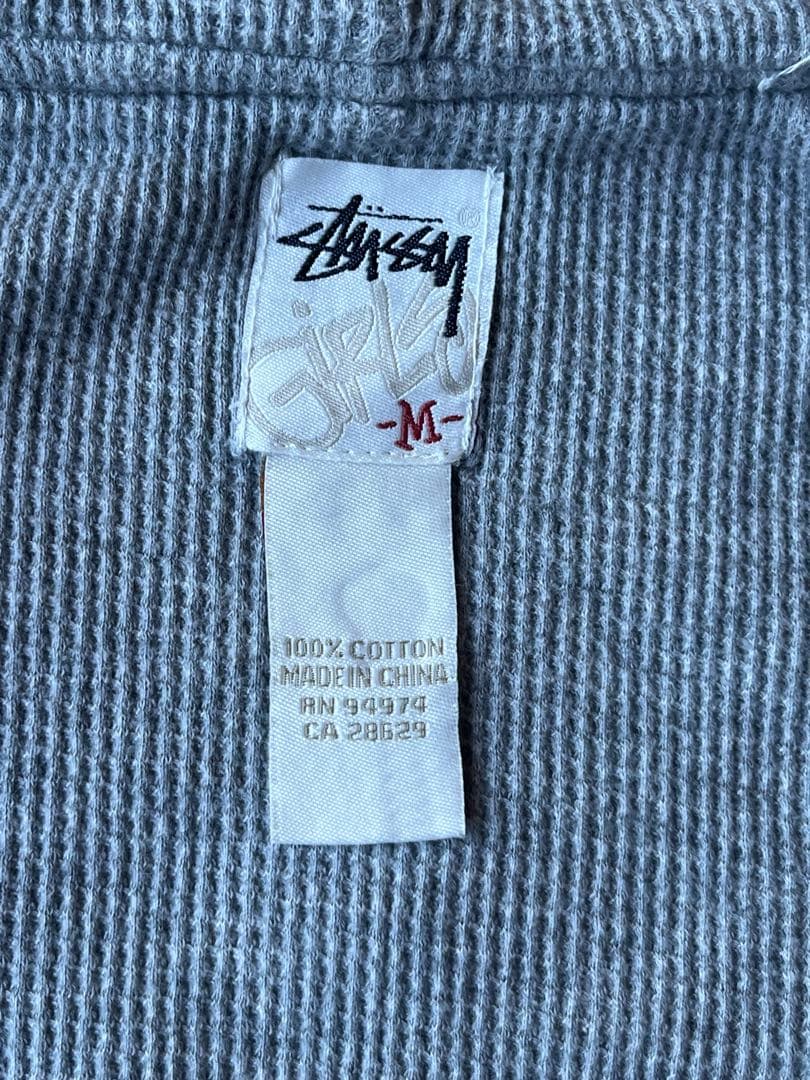 STÜSSY ®
GIRLS
-M-
100% COTTON
MADE IN CHINA
RN 94974
CA 28629